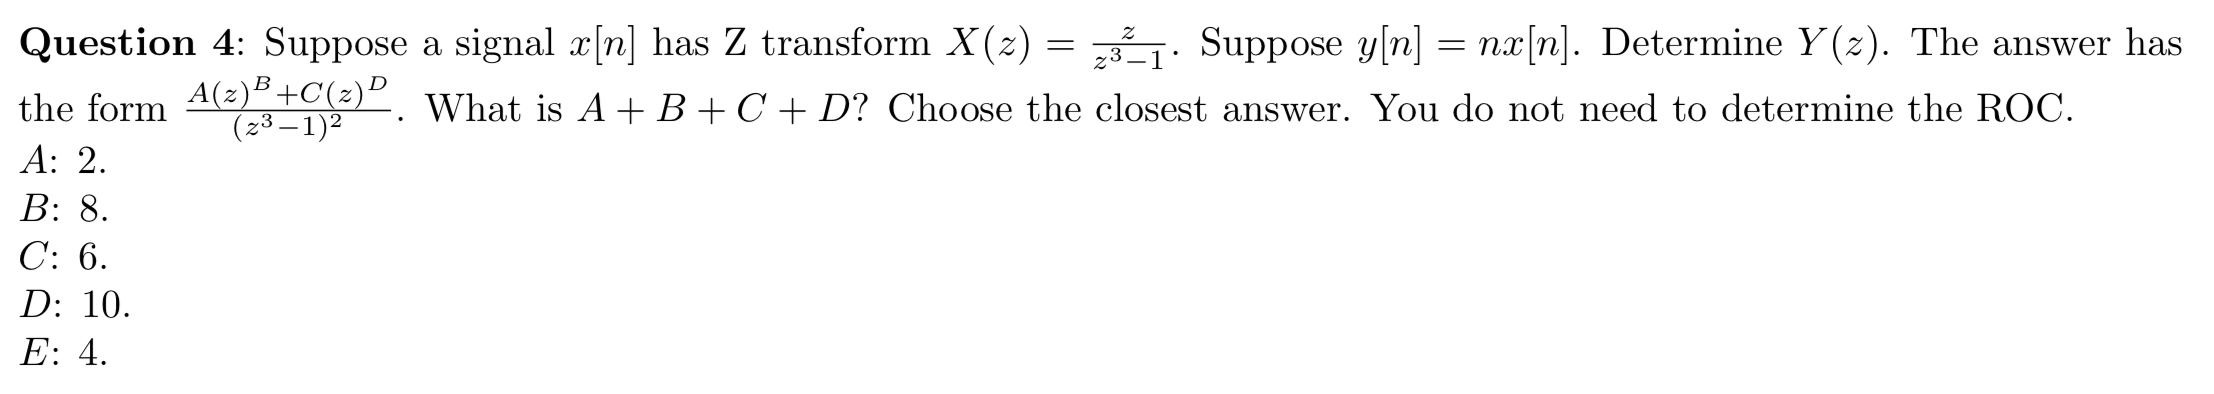 Question 4: Suppose a signal x[n] has Z transform X(z) = \frac{z}{z^3-1}. Suppose y[n] = nx[n]. Determine Y(z). The answer has
the form \frac{A(z)^B+C(z)^D}{(z^3-1)^2}. What is A + B + C + D? Choose the closest answer. You do not need to determine the ROC.
A: 2.
B: 8.
C: 6.
D: 10.
E: 4.